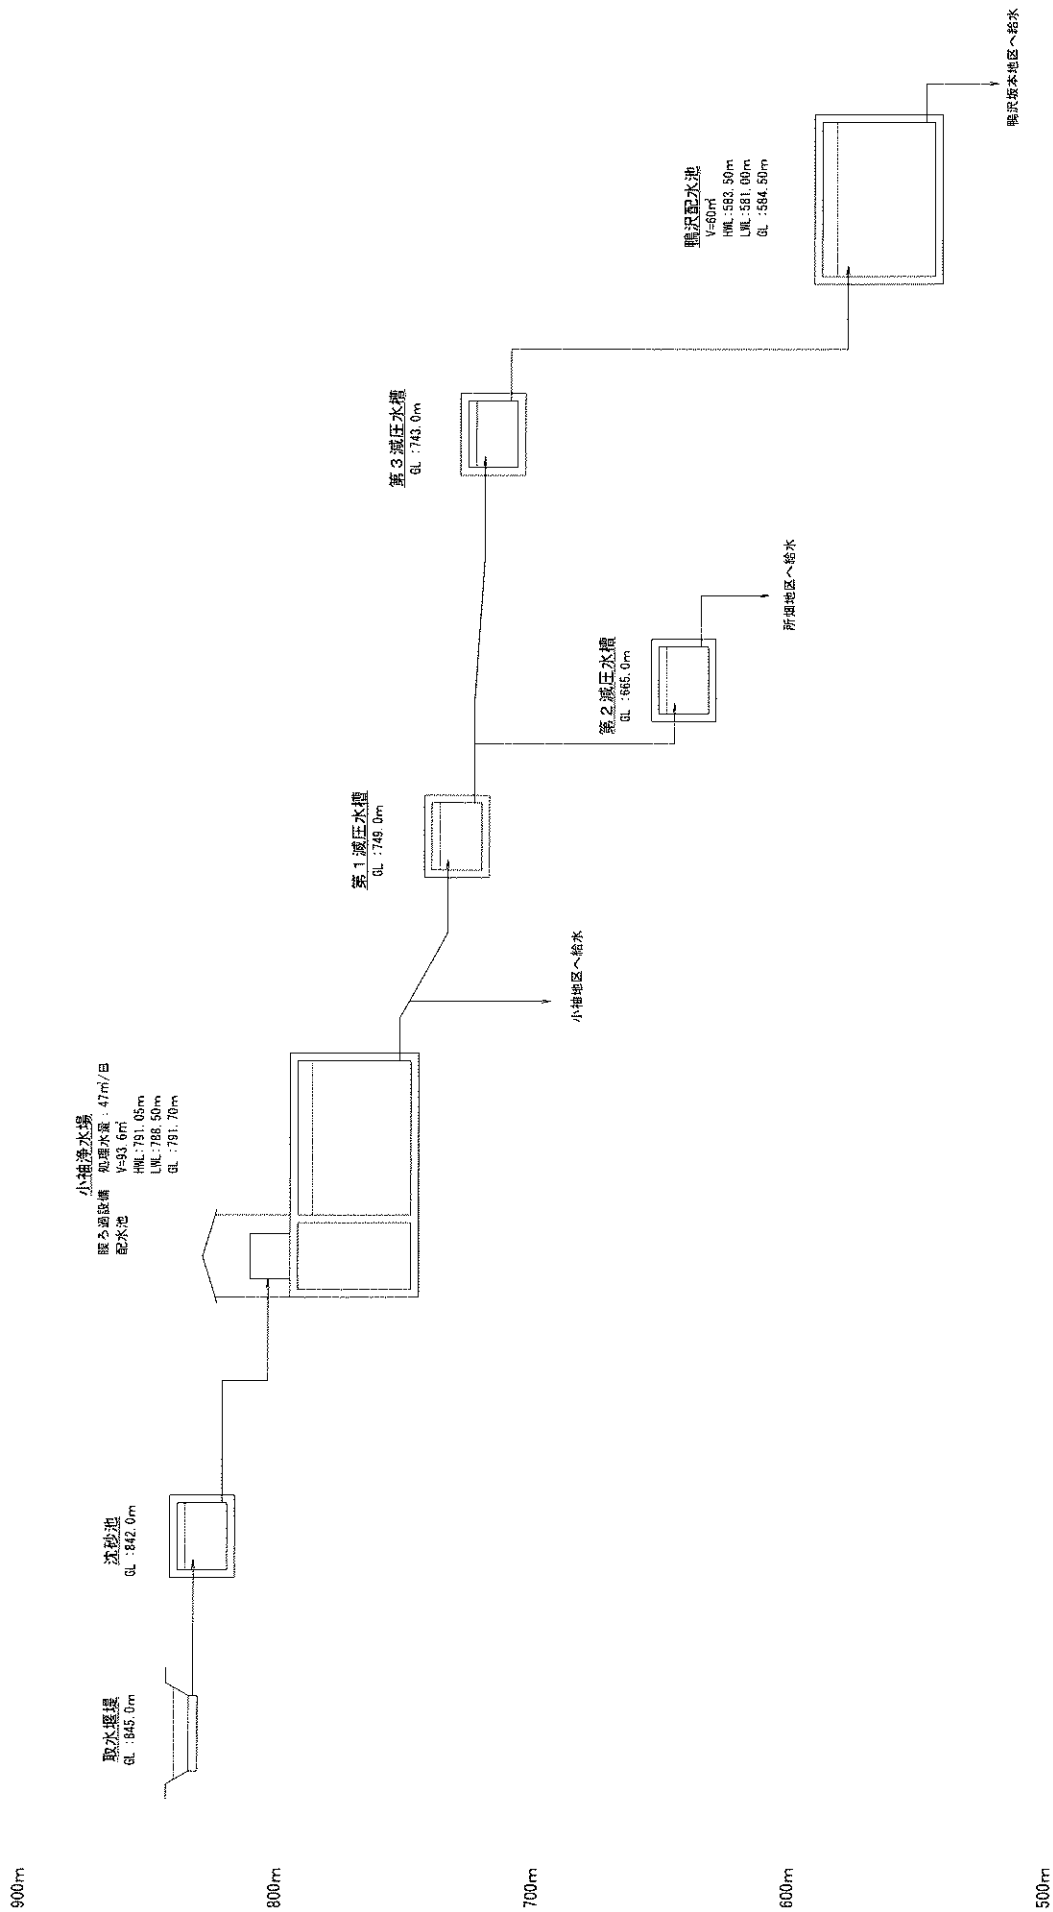 900m
800m
700m
600m
500m
取水堰堤
GL :845.0m
沈砂池
GL :842.0m
小袖浄水場
膜ろ過設備 処理水量:47㎥/日
配水池 V=93.6㎥
HWL:791.05m
LWL:788.50m
GL :791.70m
小袖地区へ給水
第1減圧水槽
GL :749.0m
第2減圧水槽
GL :665.0m
所畑地区へ給水
第3減圧水槽
GL :743.0m
鴨沢配水池
V=60㎥
HWL:583.50m
LWL:581.00m
GL :584.50m
鴨沢坂本地区へ給水